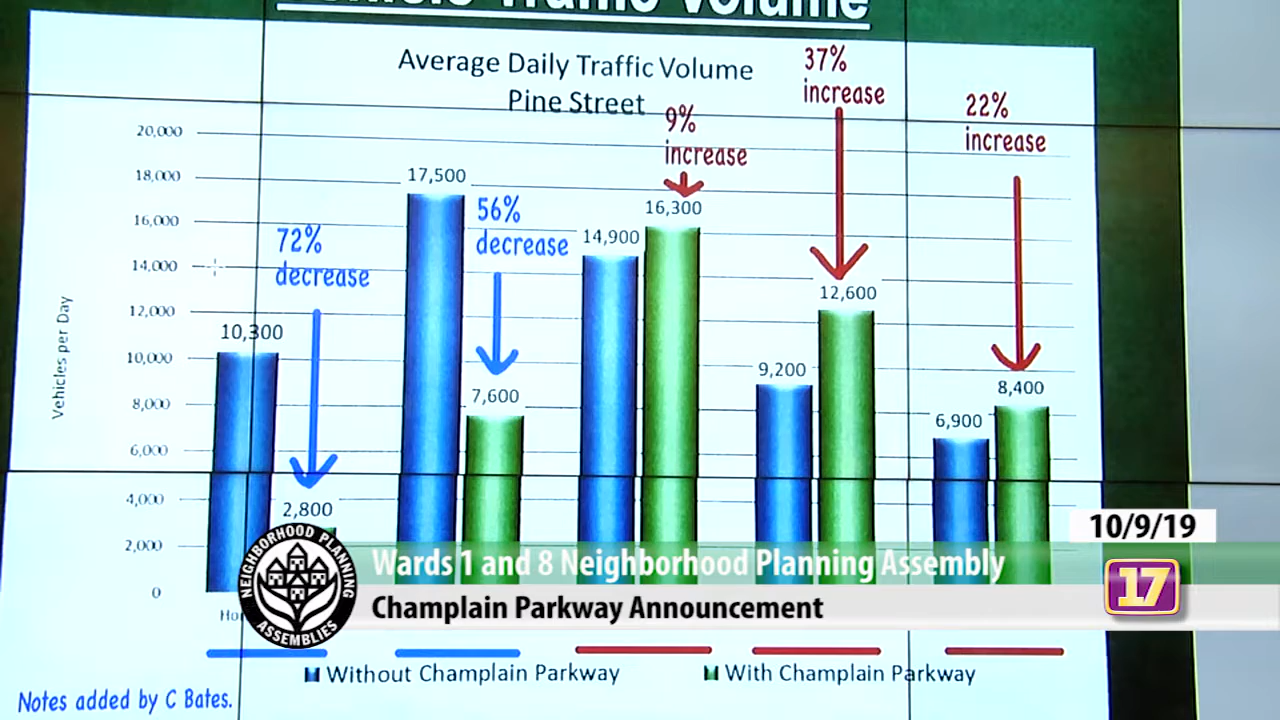 Average Daily Traffic Volume
Pine Street
37%
increase
9%
increase
22%
increase
20,000
18,000
16,000
14,000
12,000
10,000
8,000
6,000
4,000
2,000
0
Vehicles per Day
72%
decrease
56%
decrease
10,300
2,800
17,500
7,600
14,900
16,300
9,200
12,600
6,900
8,400
10/9/19
NEIGHBORHOOD PLANNING
ASSEMBLIES
Wards 1 and 8 Neighborhood Planning Assembly
Champlain Parkway Announcement
17
Without Champlain Parkway
With Champlain Parkway
Notes added by C Bates.